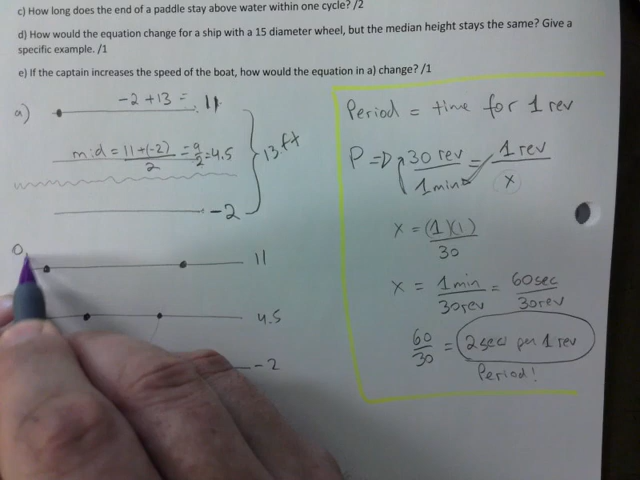 c) How long does the end of a paddle stay above water within one cycle? /2
d) How would the equation change for a ship with a 15 diameter wheel, but the median height stays the same? Give a
specific example. /1
e) If the captain increases the speed of the boat, how would the equation in a) change? /1
a)
-2 + 13 = 11
mid = 11+(-2)/2 = 9/2 = 4.5
13 ft
-2
0,
11
4.5
-2
Period = time for 1 rev
P => 30 rev / 1 min = 1 rev / x
x = (1)(1) / 30
x = 1 min / 30 rev = 60 sec / 30 rev
60/30 = 2 sec per 1 rev
Period!